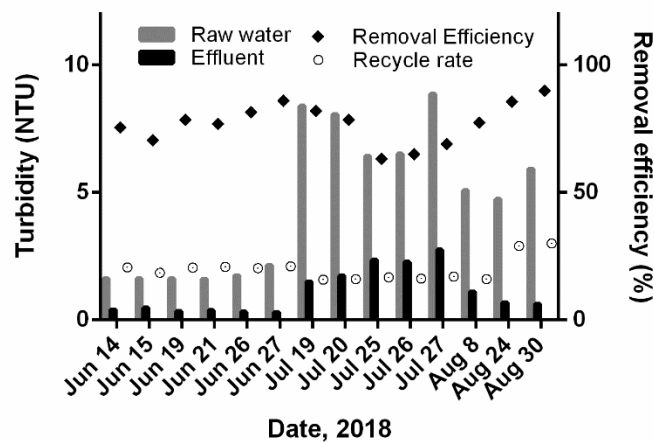 Raw water
Effluent
Removal Efficiency
Recycle rate
Turbidity (NTU)
10
5
0
Removal efficiency (%)
100
50
0
Jun 14
Jun 15
Jun 19
Jun 21
Jun 26
Jun 27
Jul 19
Jul 20
Jul 25
Jul 26
Jul 27
Aug 8
Aug 24
Aug 30
Date, 2018